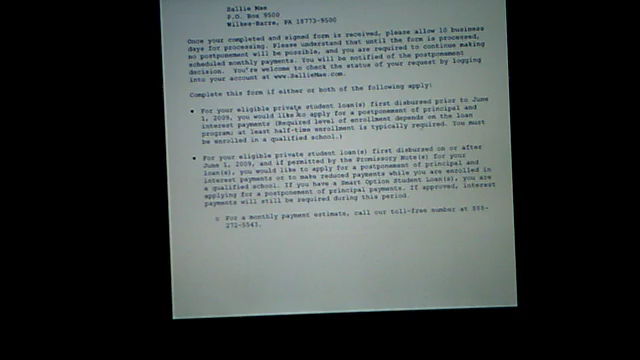 Sallie Mae
P.O. Box 9500
Wilkes-Barre, PA 18773-9500
Once your completed and signed form is received, please allow 10 business
days for processing. Please understand that until the form is processed,
no postponement will be possible, and you are required to continue making
scheduled monthly payments. You will be notified of the postponement
decision. You're welcome to check the status of your request by logging
into your account at www.SallieMae.com.
Complete this form if either or both of the following apply:
• For your eligible private student loan(s) first disbursed prior to June
1, 2009, you would like to apply for a postponement of principal and
interest payments (Required level of enrollment depends on the loan
program; at least half-time enrollment is typically required. You must
be enrolled in a qualified school.)
• For your eligible private student loan(s) first disbursed on or after
June 1, 2009, and if permitted by the Promissory Note(s) for your
loan(s), you would like to apply for a postponement of principal and
interest payments or to make reduced payments while you are enrolled in
a qualified school. If you have a Smart Option Student Loan(s), you are
applying for a postponement of principal payments. If approved, interest
payments will still be required during this period.
o For a monthly payment estimate, call our toll-free number at 888-
272-5543.